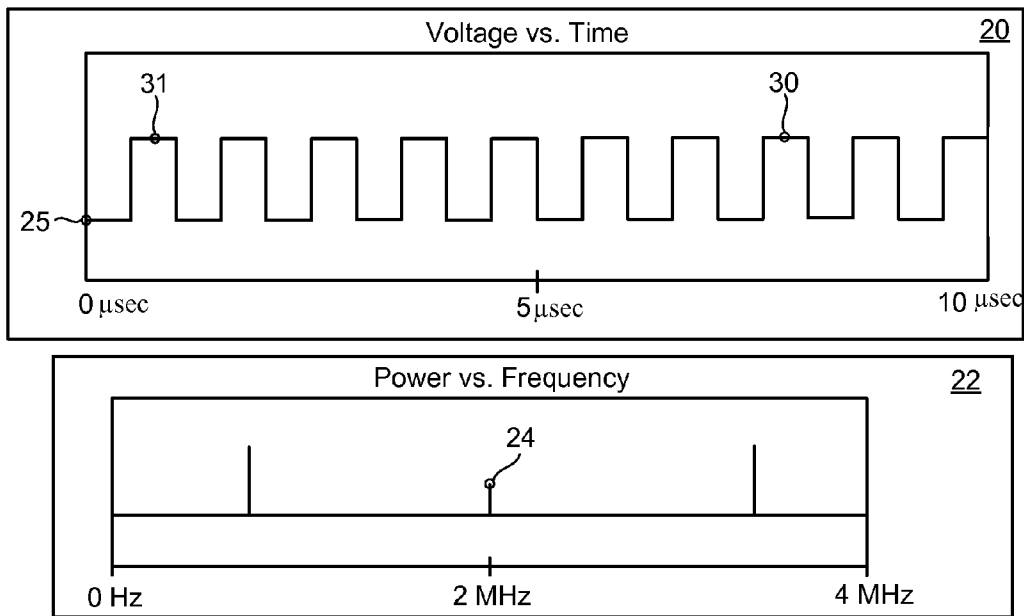 Voltage vs. Time 20
31 30
25
0 µsec 5 µsec 10 µsec
Power vs. Frequency 22
24
0 Hz 2 MHz 4 MHz